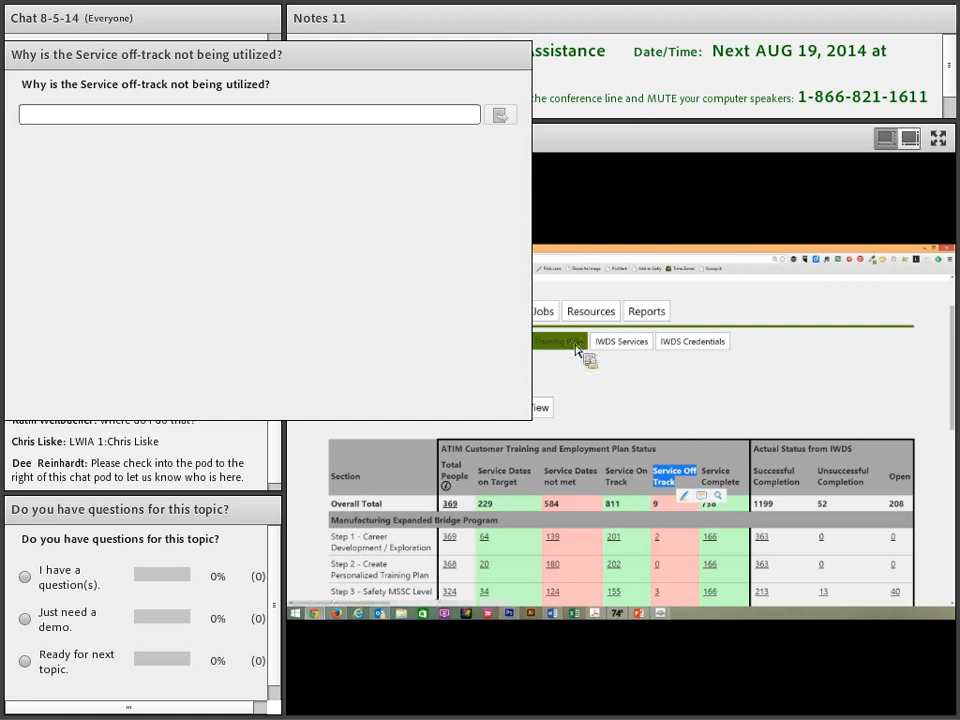 Chat 8-5-14 (Everyone)
Notes 11
Why is the Service off-track not being utilized?
Why is the Service off-track not being utilized?
Assistance Date/Time: Next AUG 19, 2014 at
the conference line and MUTE your computer speakers: 1-866-821-1611
Jobs Resources Reports
IWDS Services IWDS Credentials
View
where do I do that?
Chris Liske: LWIA 1:Chris Liske
Dee Reinhardt: Please check into the pod to the
right of this chat pod to let us know who is here.
Do you have questions for this topic?
Do you have questions for this topic?
I have a
question(s). 0% (0)
Just need a
demo. 0% (0)
Ready for next
topic. 0% (0)
ATIM Customer Training and Employment Plan Status Actual Status from IWDS
Section Total People Service Dates on Target Service Dates not met Service On Track Service Off Track Service Complete Successful Completion Unsuccessful Completion Open
Overall Total 369 229 584 811 9 738 1199 52 208
Manufacturing Expanded Bridge Program
Step 1 - Career
Development / Exploration 369 64 139 201 2 166 363 0 0
Step 2 - Create
Personalized Training Plan 368 20 180 202 0 166 363 0 0
Step 3 - Safety MSSC Level 324 34 124 155 3 166 213 13 40
74°